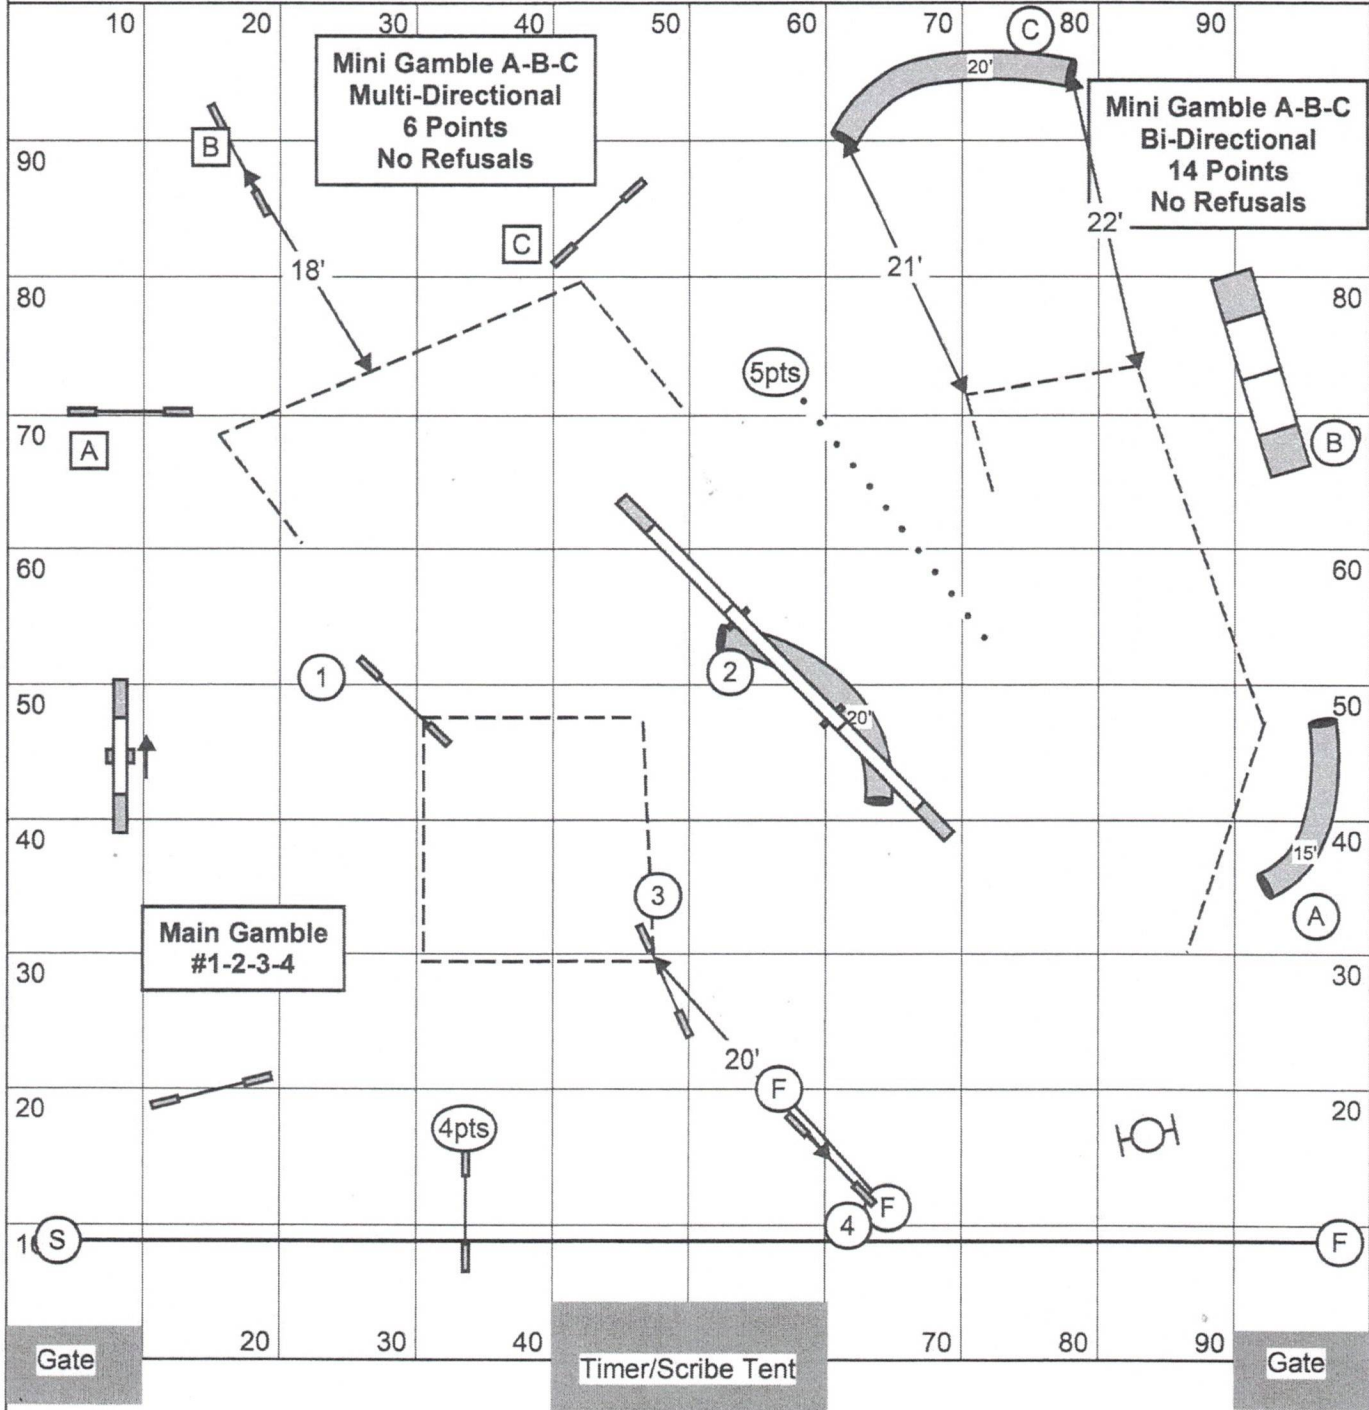 10 20 30 40 50 60 70 80 90
C
20'
Mini Gamble A-B-C
Multi-Directional
6 Points
No Refusals
Mini Gamble A-B-C
Bi-Directional
14 Points
No Refusals
B
90
C
22'
18'
21'
80 80
5pts
70
A
B
60 60
1
2
50 50
20'
40 40
15'
3
A
Main Gamble
#1-2-3-4
30 30
20'
F
20 20
4pts
F
4
S
F
20 30 40 70 80 90
Gate
Timer/Scribe Tent
Gate